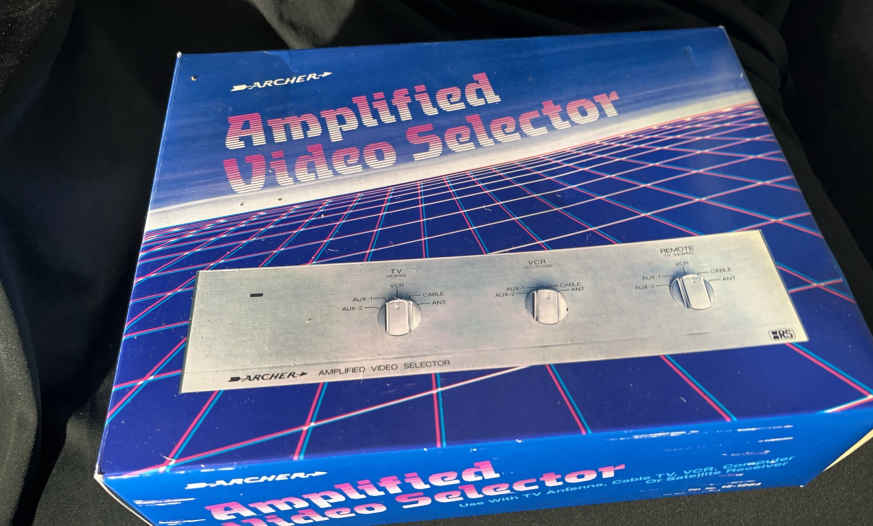 ARCHER
Amplified
Video Selector
TV
VCR
AUX-1 CABLE
AUX-2 ANT
VCR
AUX-1 CABLE
AUX-2 ANT
REMOTE
VCR
AUX-1 CABLE
AUX-2 ANT
ARCHER AMPLIFIED VIDEO SELECTOR
ARCHER
Amplified
Video Selector
Use With TV Antenna, Cable TV, VCR, Computer
Or Satellite Receiver